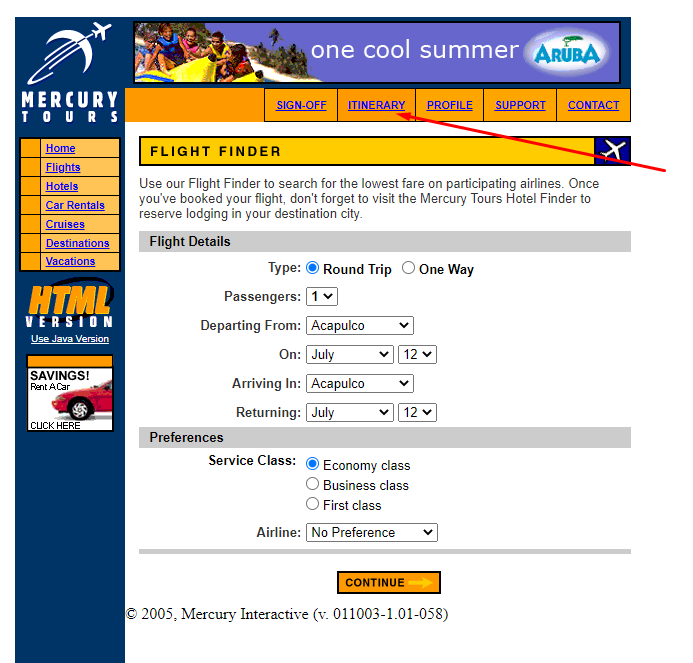 MERCURY
TOURS
one cool summer ARUBA
SIGN-OFF ITINERARY PROFILE SUPPORT CONTACT
Home
Flights
Hotels
Car Rentals
Cruises
Destinations
Vacations
HTML
VERSION
Use Java Version
SAVINGS!
Rent A Car
CLICK HERE
FLIGHT FINDER
Use our Flight Finder to search for the lowest fare on participating airlines. Once
you've booked your flight, don't forget to visit the Mercury Tours Hotel Finder to
reserve lodging in your destination city.
Flight Details
Type: Round Trip One Way
Passengers: 1
Departing From: Acapulco
On: July 12
Arriving In: Acapulco
Returning: July 12
Preferences
Service Class: Economy class
Business class
First class
Airline: No Preference
CONTINUE
© 2005, Mercury Interactive (v. 011003-1.01-058)